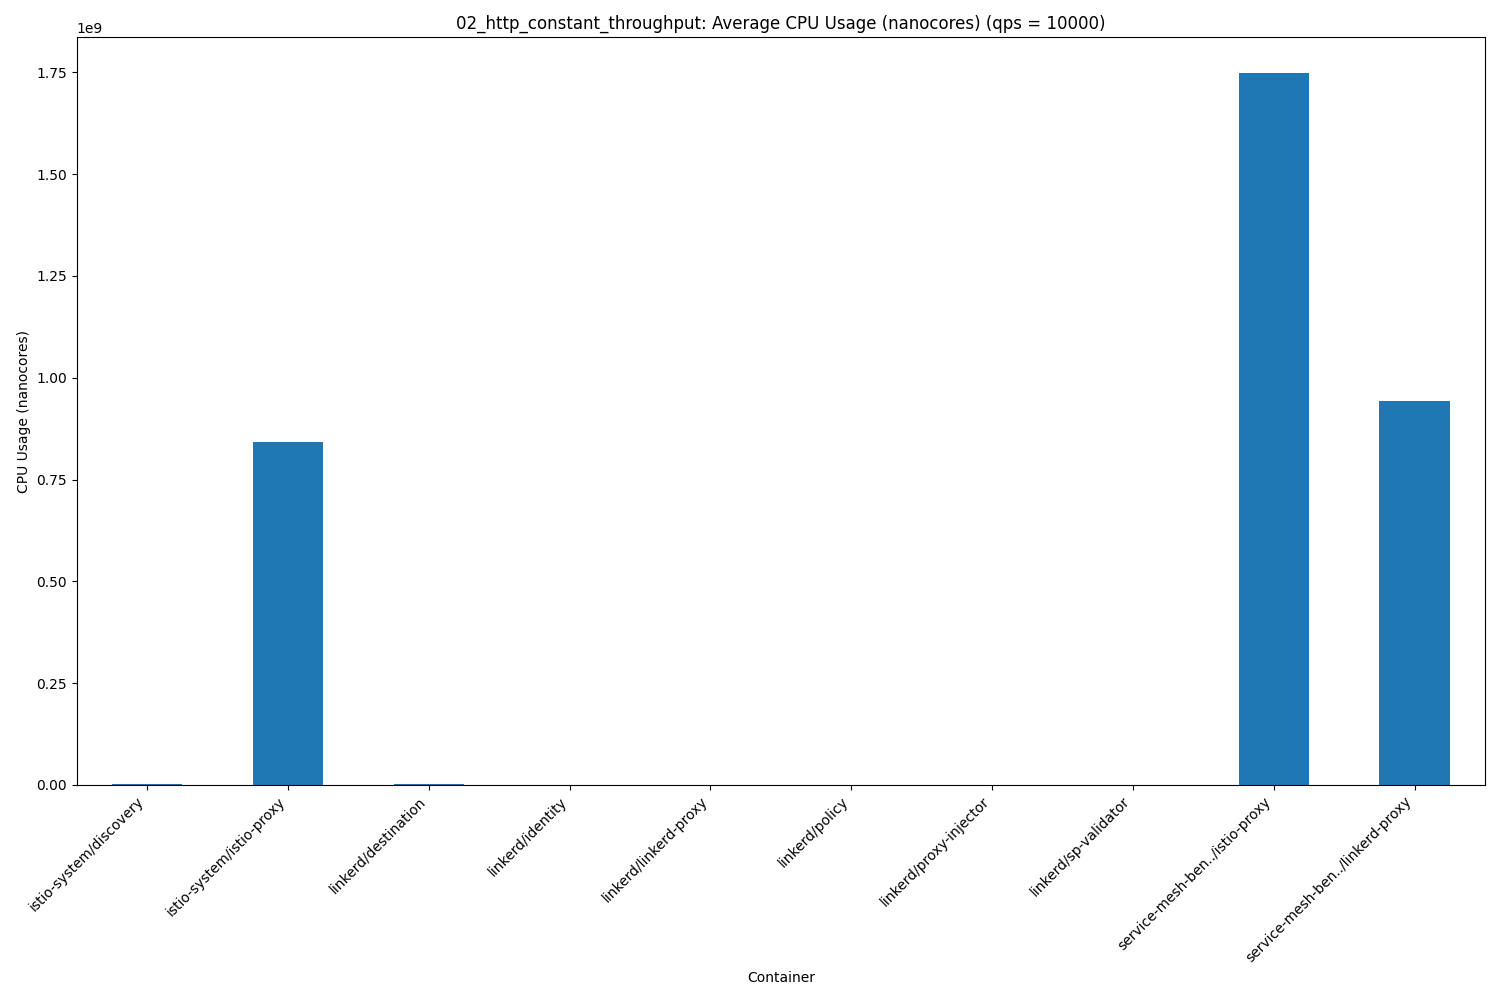 02_http_constant_throughput: Average CPU Usage (nanocores) (qps = 10000)
1e9
1.75
1.50
1.25
1.00
0.75
0.50
0.25
0.00
CPU Usage (nanocores)
istio-system/discovery
istio-system/istio-proxy
linkerd/destination
linkerd/identity
linkerd/linkerd-proxy
linkerd/policy
linkerd/proxy-injector
linkerd/sp-validator
service-mesh-ben../istio-proxy
service-mesh-ben../linkerd-proxy
Container